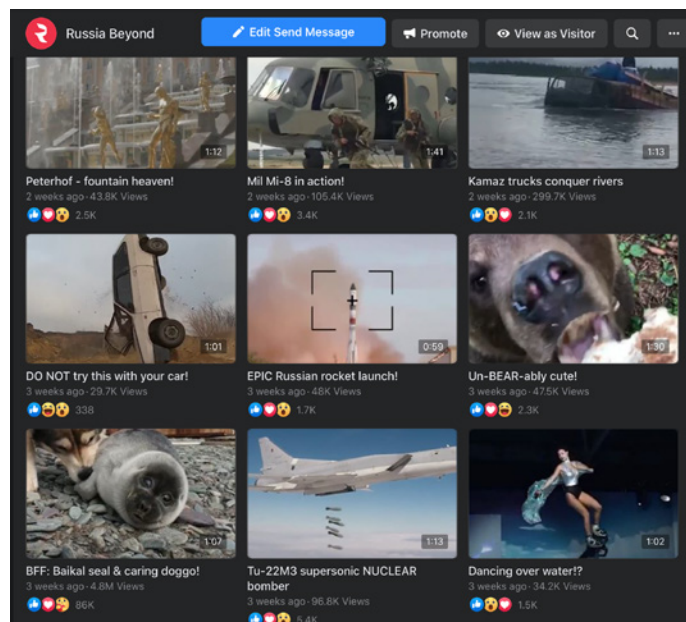 Russia Beyond
Edit Send Message
Promote
View as Visitor
1:12
1:41
1:13
Peterhof - fountain heaven!
Mil Mi-8 in action!
Kamaz trucks conquer rivers
2 weeks ago · 43.8K Views
2 weeks ago · 105.4K Views
2 weeks ago · 299.7K Views
2.5K
3.4K
2.1K
1:01
0:59
1:30
DO NOT try this with your car!
EPIC Russian rocket launch!
Un-BEAR-ably cute!
3 weeks ago · 29.7K Views
3 weeks ago · 48K Views
3 weeks ago · 47.5K Views
338
1.7K
2.3K
1:07
1:13
1:02
BFF: Baikal seal & caring doggo!
Tu-22M3 supersonic NUCLEAR
bomber
Dancing over water!?
3 weeks ago · 4.8M Views
3 weeks ago · 96.8K Views
3 weeks ago · 34.2K Views
86K
5.4K
1.5K